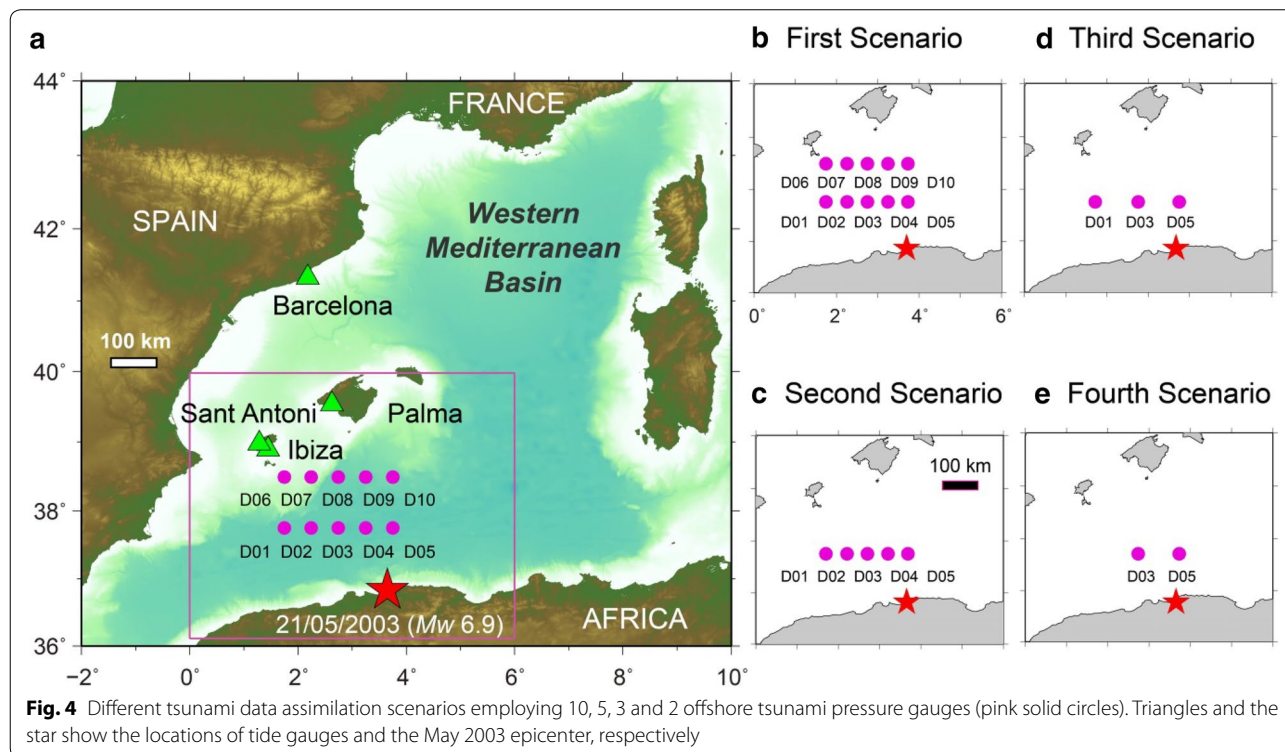 a
44°
42°
40°
38°
36°
−2° 0° 2° 4° 6° 8° 10°
FRANCE
SPAIN
Western
Mediterranean
Basin
Barcelona
100 km
Sant Antoni
Palma
Ibiza
D06 D07 D08 D09 D10
D01 D02 D03 D04 D05
21/05/2003 (Mw 6.9)
AFRICA
b First Scenario
D06 D07 D08 D09 D10
D01 D02 D03 D04 D05
0° 2° 4° 6°
d Third Scenario
D01 D03 D05
c Second Scenario
100 km
D01 D02 D03 D04 D05
e Fourth Scenario
D03 D05
Fig. 4 Different tsunami data assimilation scenarios employing 10, 5, 3 and 2 offshore tsunami pressure gauges (pink solid circles). Triangles and the
star show the locations of tide gauges and the May 2003 epicenter, respectively